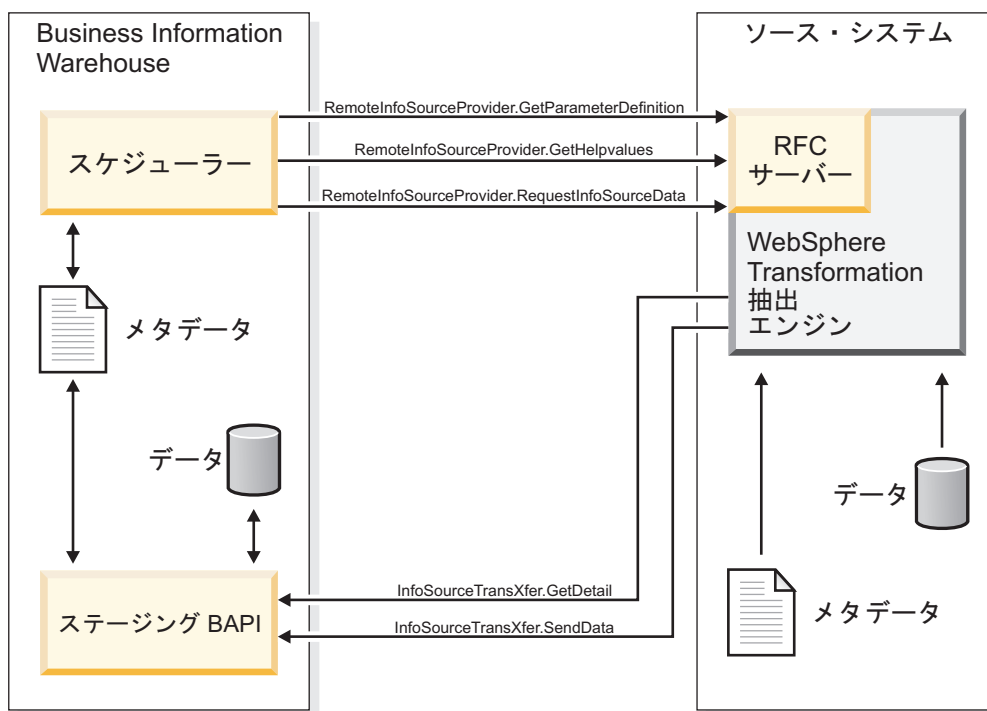 Business Information
Warehouse
スケジューラー
メタデータ
データ
ステージング BAPI
RemoteInfoSourceProvider.GetParameterDefinition
RemoteInfoSourceProvider.GetHelpvalues
RemoteInfoSourceProvider.RequestInfoSourceData
InfoSourceTransXfer.GetDetail
InfoSourceTransXfer.SendData
ソース・システム
RFC
サーバー
WebSphere
Transformation
抽出
エンジン
データ
メタデータ